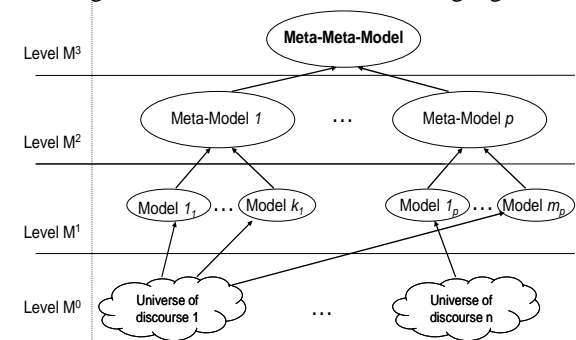 Meta-Meta-Model
Level M³
Meta-Model 1
...
Meta-Model p
Level M²
Model 1₁
...
Model k₁
Model 1ₚ
...
Model mₚ
Level M¹
Universe of
discourse 1
...
Universe of
discourse n
Level M⁰